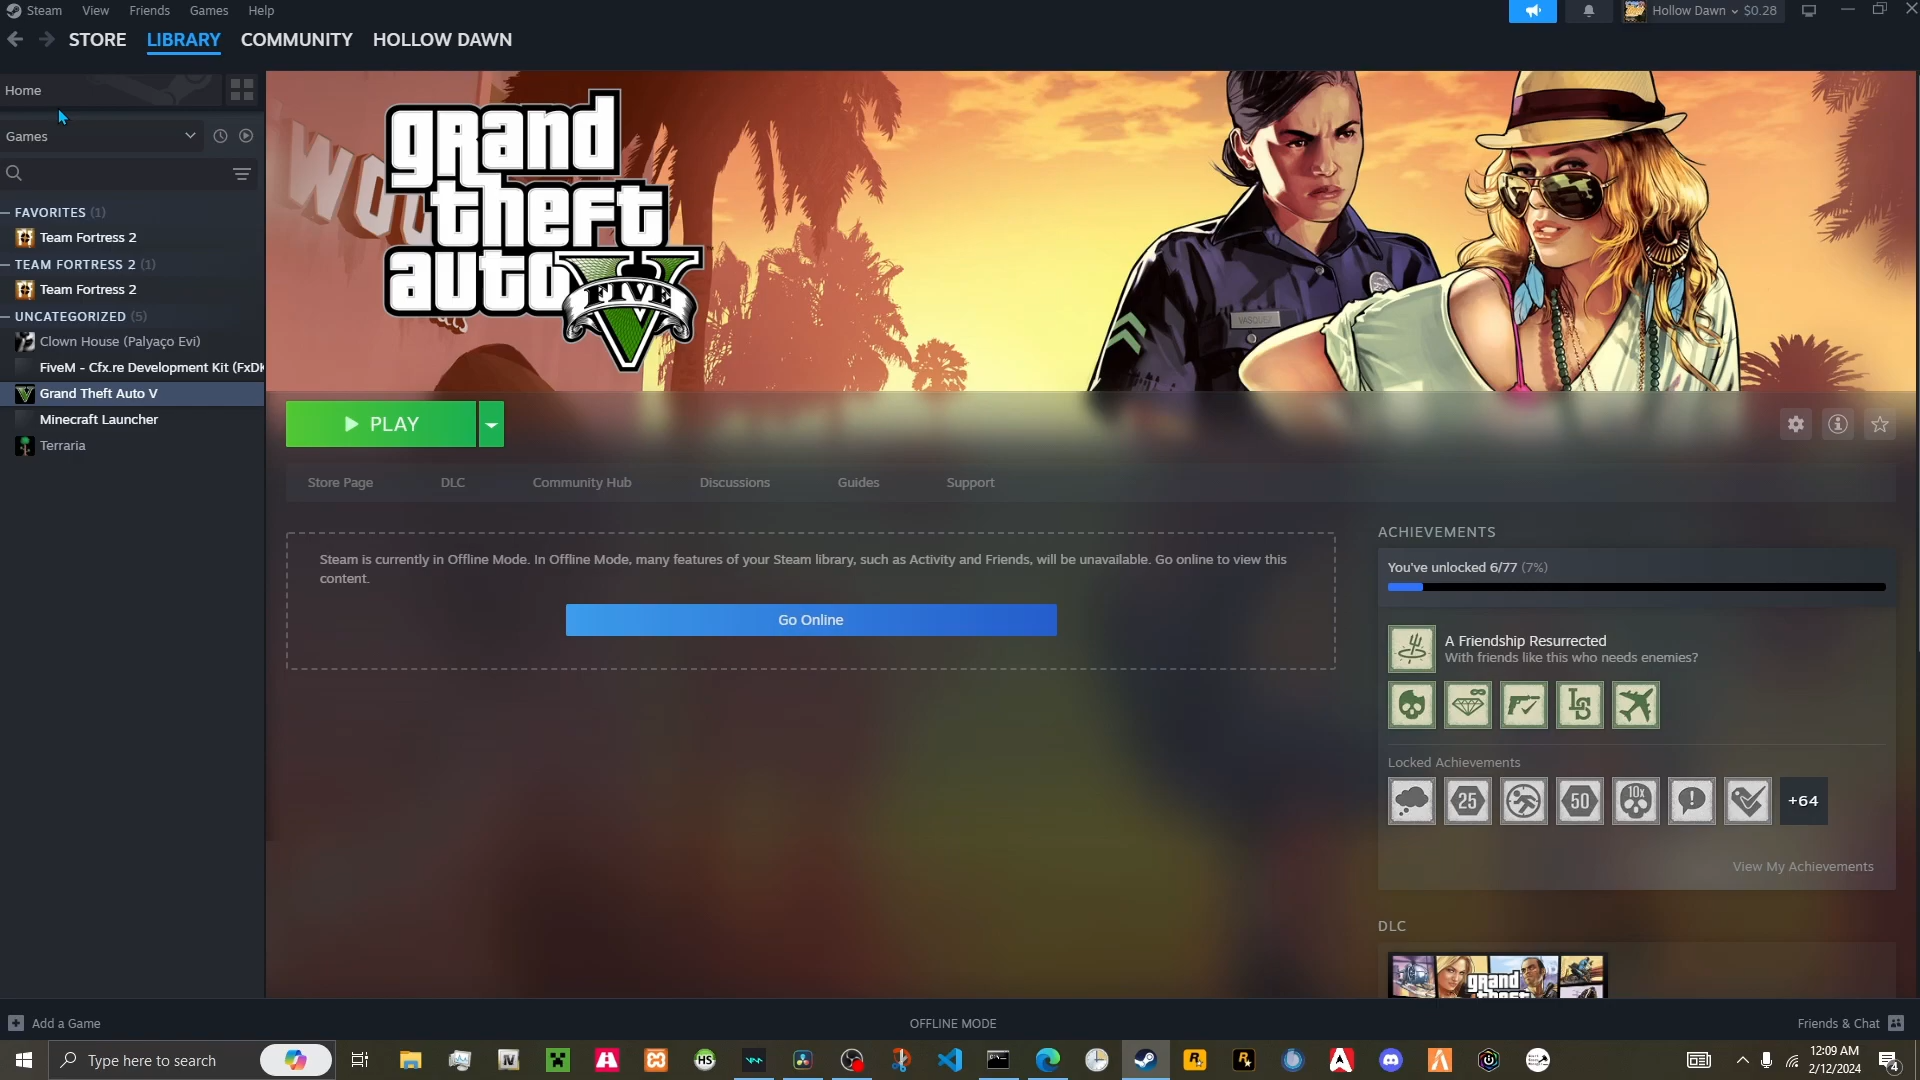 Steam View Friends Games Help
Hollow Dawn $0.28
STORE LIBRARY COMMUNITY HOLLOW DAWN
Home
Games
FAVORITES (1)
Team Fortress 2
TEAM FORTRESS 2 (1)
Team Fortress 2
UNCATEGORIZED (5)
Clown House (Palyaço Evi)
FiveM - Cfx.re Development Kit (FxDK
Grand Theft Auto V
Minecraft Launcher
Terraria
grand
theft
auto V
FIVE
VASQUEZ
PLAY
Store Page DLC Community Hub Discussions Guides Support
Steam is currently in Offline Mode. In Offline Mode, many features of your Steam library, such as Activity and Friends, will be unavailable. Go online to view this
content.
Go Online
ACHIEVEMENTS
You've unlocked 6/77 (7%)
A Friendship Resurrected
With friends like this who needs enemies?
LS
Locked Achievements
25 50 10x ! +64
View My Achievements
DLC
grand
Add a Game
OFFLINE MODE
Friends & Chat
Type here to search
HS
12:09 AM
2/12/2024
4